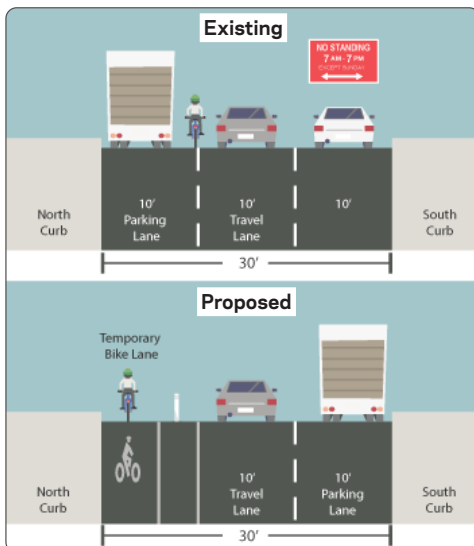 Existing
NO STANDING
7 AM - 7 PM
EXCEPT SUNDAY
North
Curb
10'
Parking
Lane
10'
Travel
Lane
10'
South
Curb
30'
Proposed
Temporary
Bike Lane
North
Curb
10'
Travel
Lane
10'
Parking
Lane
South
Curb
30'